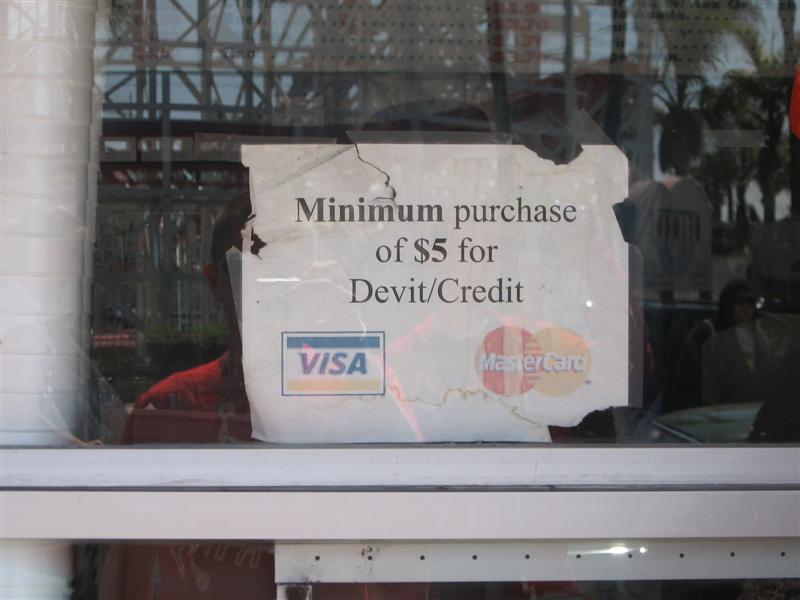 Minimum purchase
of $5 for
Devit/Credit
VISA
MasterCard